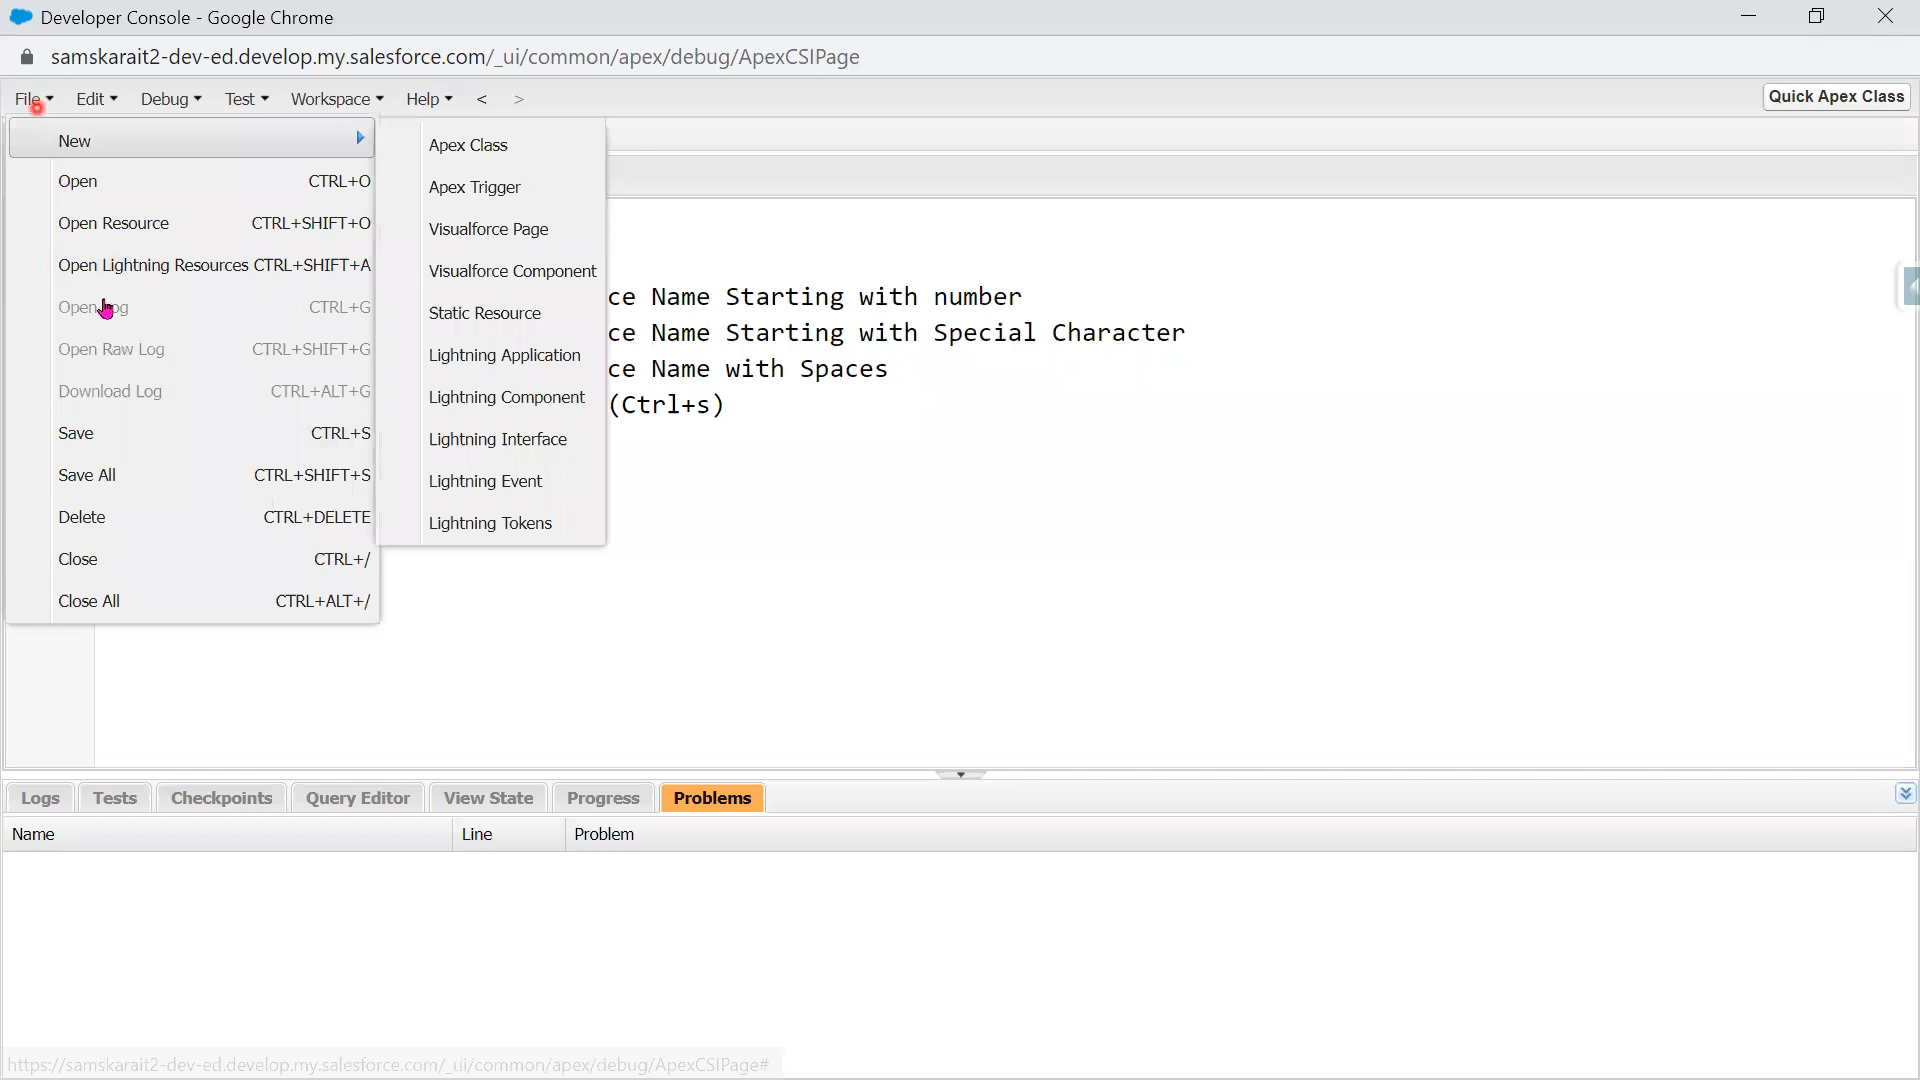 Developer Console - Google Chrome
samskarait2-dev-ed.develop.my.salesforce.com/_ui/common/apex/debug/ApexCSIPage
File Edit Debug Test Workspace Help < >
Quick Apex Class
New
Open CTRL+O
Open Resource CTRL+SHIFT+O
Open Lightning Resources CTRL+SHIFT+A
Open Log CTRL+G
Open Raw Log CTRL+SHIFT+G
Download Log CTRL+ALT+G
Save CTRL+S
Save All CTRL+SHIFT+S
Delete CTRL+DELETE
Close CTRL+/
Close All CTRL+ALT+/
Apex Class
Apex Trigger
Visualforce Page
Visualforce Component
Static Resource
Lightning Application
Lightning Component
Lightning Interface
Lightning Event
Lightning Tokens
ce Name Starting with number
ce Name Starting with Special Character
ce Name with Spaces
(Ctrl+s)
Logs Tests Checkpoints Query Editor View State Progress Problems
Name Line Problem
https://samskarait2-dev-ed.develop.my.salesforce.com/_ui/common/apex/debug/ApexCSIPage#